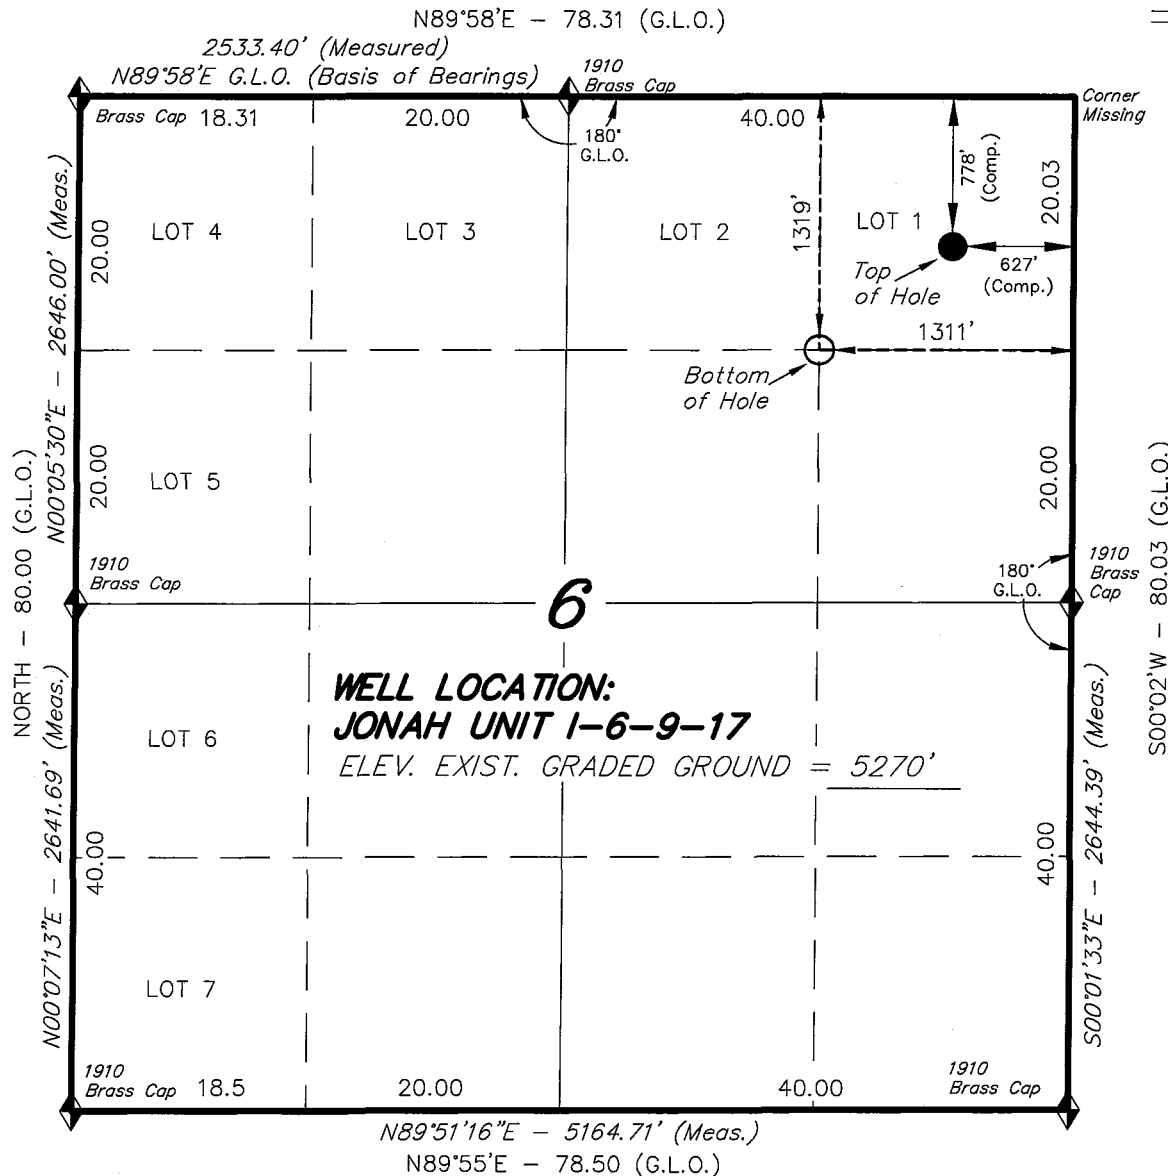 N89°58'E - 78.31 (G.L.O.)
2533.40' (Measured)
N89°58'E G.L.O. (Basis of Bearings)
1910
Brass Cap
Corner
Missing
Brass Cap 18.31
20.00
180°
G.L.O.
40.00
778'
(Comp.)
20.03
1319'
LOT 4
LOT 3
LOT 2
LOT 1
20.00
N00°05'30"E - 2646.00' (Meas.)
Top
of Hole
627'
(Comp.)
1311'
Bottom
of Hole
LOT 5
20.00
20.00
NORTH - 80.00 (G.L.O.)
S00°02'W - 80.03 (G.L.O.)
1910
Brass Cap
180°
G.L.O.
1910
Brass
Cap
6
WELL LOCATION:
JONAH UNIT I-6-9-17
ELEV. EXIST. GRADED GROUND = 5270'
LOT 6
N00°07'13"E - 2641.69' (Meas.)
40.00
40.00
S00°01'33"E - 2644.39' (Meas.)
LOT 7
1910
Brass Cap
18.5
20.00
40.00
1910
Brass Cap
N89°51'16"E - 5164.71' (Meas.)
N89°55'E - 78.50 (G.L.O.)